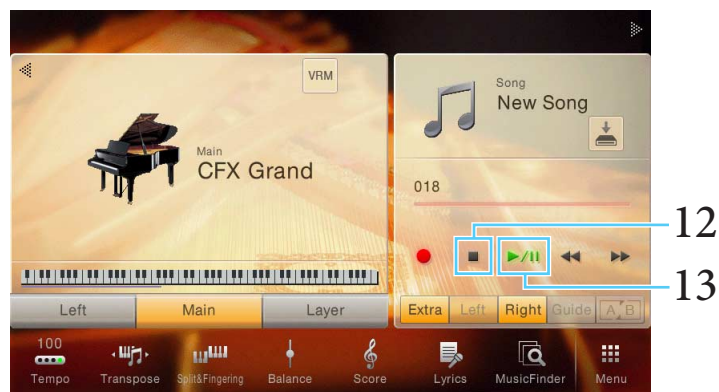 VRM
Main
CFX Grand
Song
New Song
018
12
13
Left
Main
Layer
Extra
Left
Right
Guide
A B
100
Tempo
Transpose
Split&Fingering
Balance
Score
Lyrics
MusicFinder
Menu